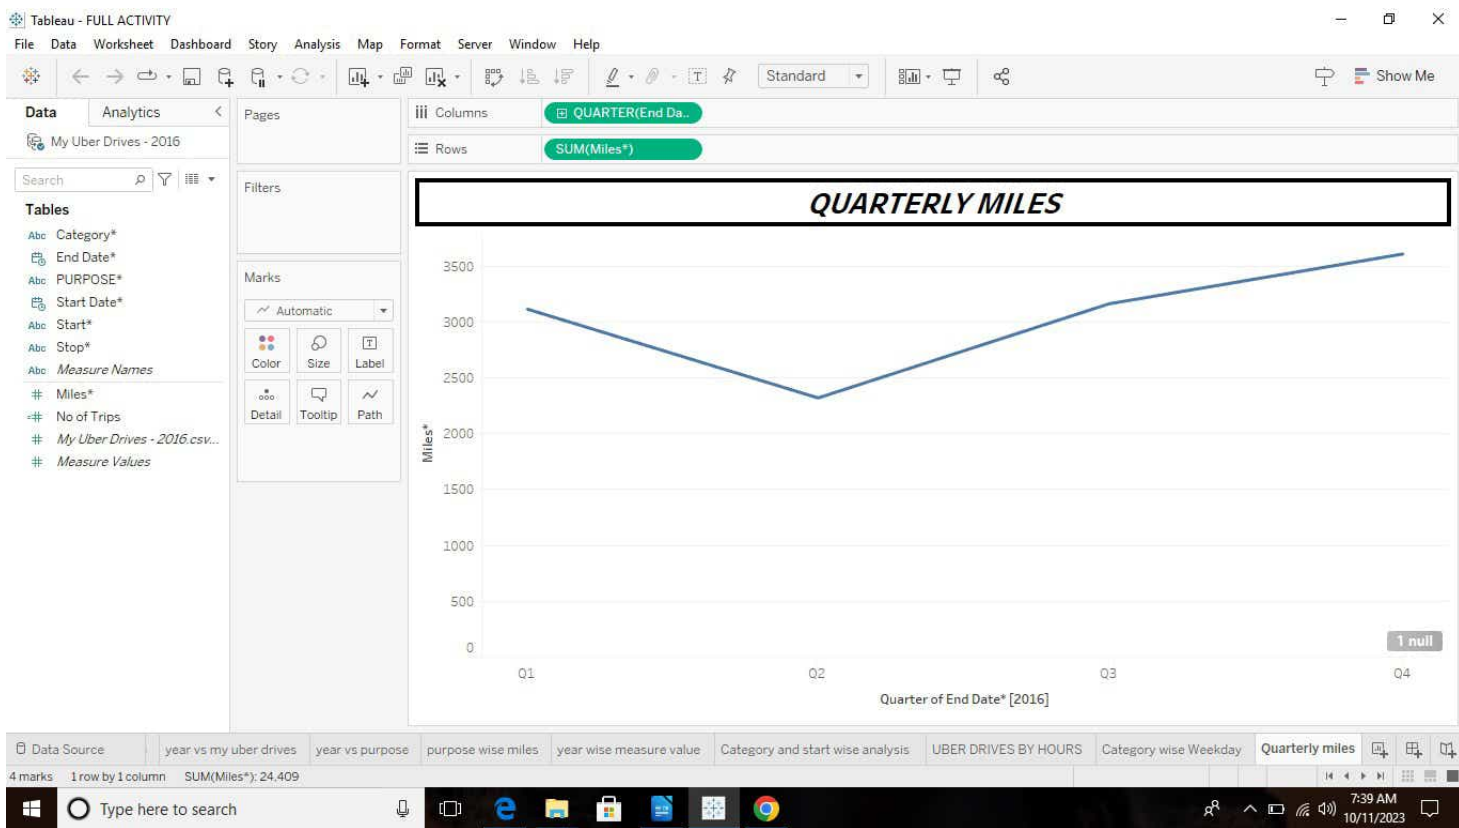 Tableau - FULL ACTIVITY
File Data Worksheet Dashboard Story Analysis Map Format Server Window Help
Standard
Show Me
Data Analytics
My Uber Drives - 2016
Search
Tables
Abc Category*
End Date*
Abc PURPOSE*
Start Date*
Abc Start*
Abc Stop*
Abc Measure Names
# Miles*
=# No of Trips
# My Uber Drives - 2016.csv...
# Measure Values
Pages
Filters
Marks
Automatic
Color Size Label
Detail Tooltip Path
Columns QUARTER(End Da..
Rows SUM(Miles*)
QUARTERLY MILES
3500
3000
2500
2000
1500
1000
500
0
Miles*
1 null
Q1 Q2 Q3 Q4
Quarter of End Date* [2016]
Data Source year vs my uber drives year vs purpose purpose wise miles year wise measure value Category and start wise analysis UBER DRIVES BY HOURS Category wise Weekday Quarterly miles
4 marks 1 row by 1 column SUM(Miles*): 24,409
Type here to search
7:39 AM
10/11/2023